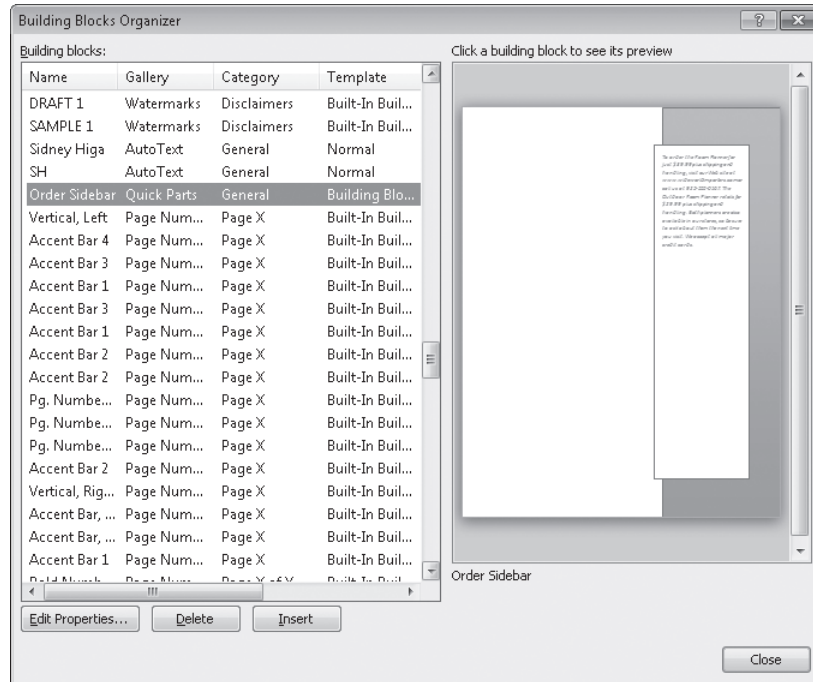 Building Blocks Organizer
Building blocks:
Click a building block to see its preview
Name Gallery Category Template
DRAFT 1 Watermarks Disclaimers Built-In Buil...
SAMPLE 1 Watermarks Disclaimers Built-In Buil...
Sidney Higa AutoText General Normal
SH AutoText General Normal
Order Sidebar Quick Parts General Building Blo...
Vertical, Left Page Num... Page X Built-In Buil...
Accent Bar 4 Page Num... Page X Built-In Buil...
Accent Bar 3 Page Num... Page X Built-In Buil...
Accent Bar 1 Page Num... Page X Built-In Buil...
Accent Bar 3 Page Num... Page X Built-In Buil...
Accent Bar 1 Page Num... Page X Built-In Buil...
Accent Bar 2 Page Num... Page X Built-In Buil...
Accent Bar 2 Page Num... Page X Built-In Buil...
Pg. Numbe... Page Num... Page X Built-In Buil...
Pg. Numbe... Page Num... Page X Built-In Buil...
Pg. Numbe... Page Num... Page X Built-In Buil...
Accent Bar 2 Page Num... Page X Built-In Buil...
Vertical, Rig... Page Num... Page X Built-In Buil...
Accent Bar, ... Page Num... Page X Built-In Buil...
Accent Bar, ... Page Num... Page X Built-In Buil...
Accent Bar 1 Page Num... Page X Built-In Buil...
Order Sidebar
Edit Properties... Delete Insert
Close